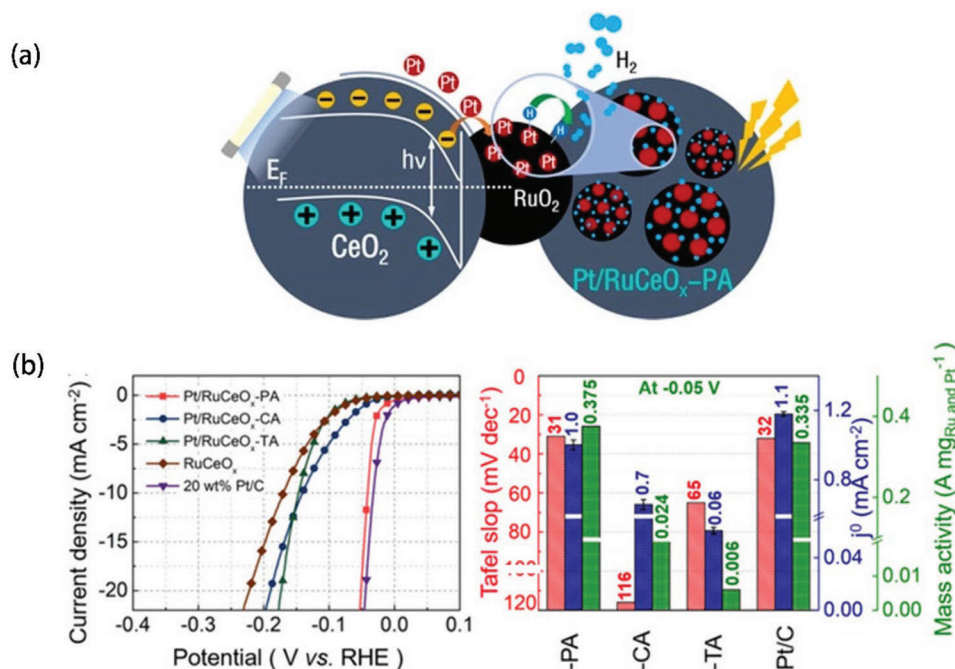 (a)
Pt
Pt
Pt
Pt
H₂
− − − − −
Pt
Pt
Pt
Pt
Pt
H
H
hν
E_F
RuO₂
+ + + +
CeO₂
Pt/RuCeOₓ–PA
(b)
Current density (mA cm⁻²)
0
-5
-10
-15
-20
Pt/RuCeOₓ-PA
Pt/RuCeOₓ-CA
Pt/RuCeOₓ-TA
RuCeOₓ
20 wt% Pt/C
-0.4 -0.3 -0.2 -0.1 0.0 0.1
Potential ( V vs. RHE)
Tafel slop (mV dec⁻¹)
0
20
40
60
80
100
120
At -0.05 V
31 1.0 0.375
116 0.7 0.024
65 0.06 0.006
32 1.1 0.335
-PA
-CA
-TA
Pt/C
1.2
0.8
0.04
0.00
j⁰ (mA cm⁻²)
0.4
0.2
0.01
0.00
Mass activity (A mg_Ru and Pt⁻¹)